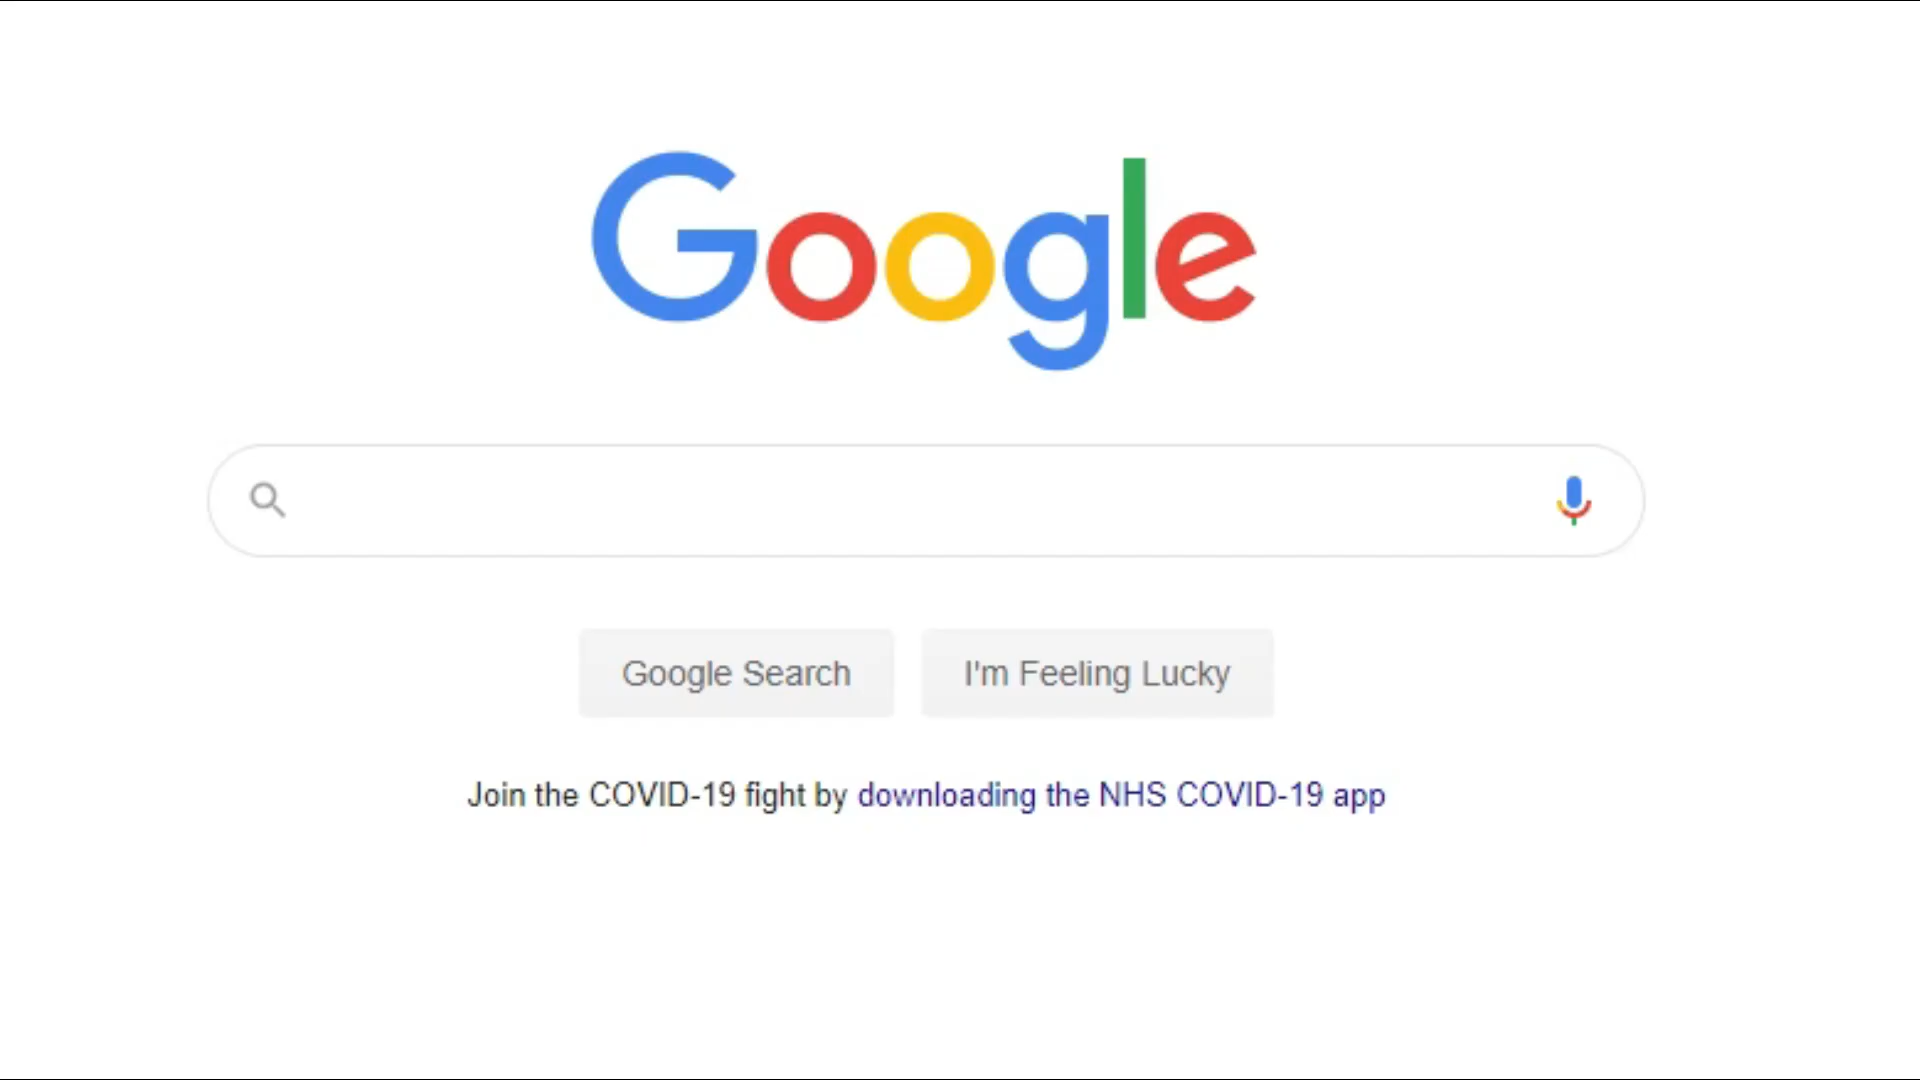 Google
Google Search
I'm Feeling Lucky
Join the COVID-19 fight by downloading the NHS COVID-19 app